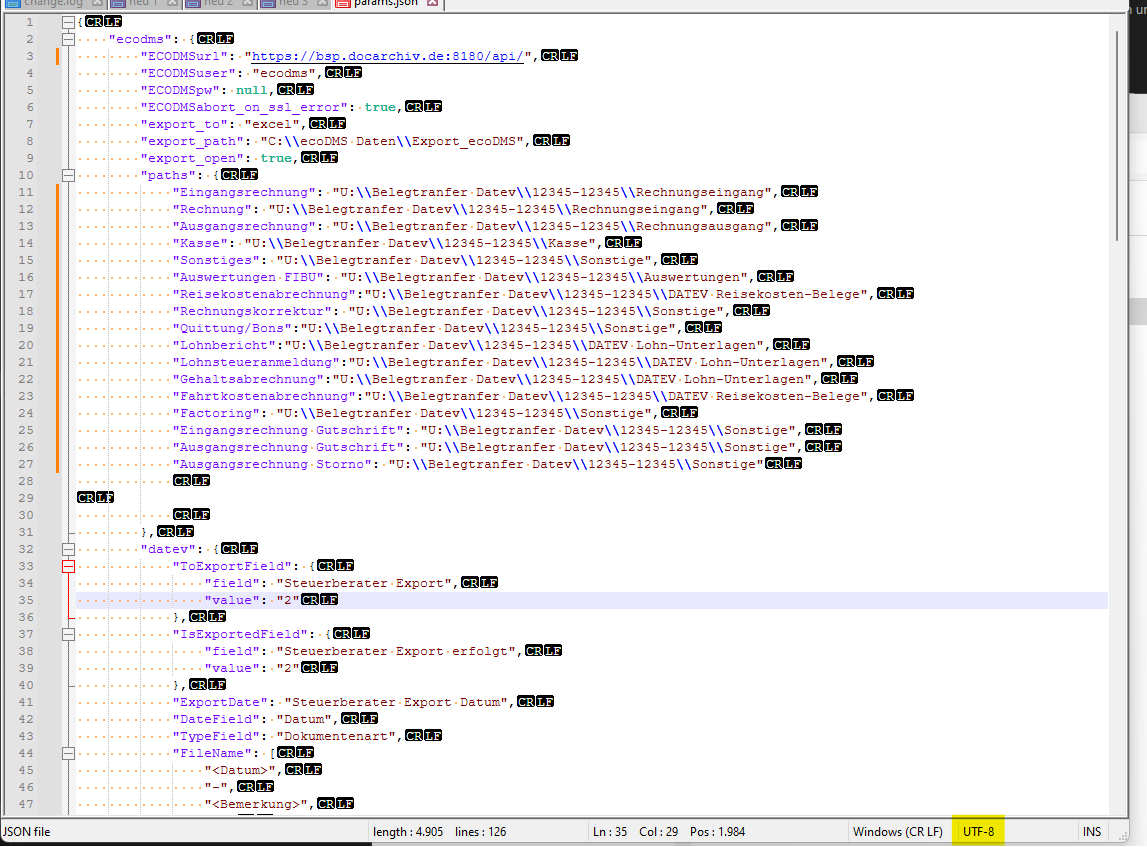 change.log neu 1 neu 2 neu 3 params.json
1 {CRLF
2 "ecodms": {CRLF
3 "ECODMSurl": "https://bsp.docarchiv.de:8180/api/",CRLF
4 "ECODMSuser": "ecodms",CRLF
5 "ECODMSpw": null,CRLF
6 "ECODMSabort_on_ssl_error": true,CRLF
7 "export_to": "excel",CRLF
8 "export_path": "C:\\ecoDMS Daten\\Export_ecoDMS",CRLF
9 "export_open": true,CRLF
10 "paths": {CRLF
11 "Eingangsrechnung": "U:\\Belegtranfer Datev\\12345-12345\\Rechnungseingang",CRLF
12 "Rechnung": "U:\\Belegtranfer Datev\\12345-12345\\Rechnungseingang",CRLF
13 "Ausgangsrechnung": "U:\\Belegtranfer Datev\\12345-12345\\Rechnungsausgang",CRLF
14 "Kasse": "U:\\Belegtranfer Datev\\12345-12345\\Kasse",CRLF
15 "Sonstiges": "U:\\Belegtranfer Datev\\12345-12345\\Sonstige",CRLF
16 "Auswertungen FIBU": "U:\\Belegtranfer Datev\\12345-12345\\Auswertungen",CRLF
17 "Reisekostenabrechnung":"U:\\Belegtranfer Datev\\12345-12345\\DATEV Reisekosten-Belege",CRLF
18 "Rechnungskorrektur": "U:\\Belegtranfer Datev\\12345-12345\\Sonstige",CRLF
19 "Quittung/Bons":"U:\\Belegtranfer Datev\\12345-12345\\Sonstige",CRLF
20 "Lohnbericht":"U:\\Belegtranfer Datev\\12345-12345\\DATEV Lohn-Unterlagen",CRLF
21 "Lohnsteueranmeldung":"U:\\Belegtranfer Datev\\12345-12345\\DATEV Lohn-Unterlagen",CRLF
22 "Gehaltsabrechnung":"U:\\Belegtranfer Datev\\12345-12345\\DATEV Lohn-Unterlagen",CRLF
23 "Fahrtkostenabrechnung":"U:\\Belegtranfer Datev\\12345-12345\\DATEV Reisekosten-Belege",CRLF
24 "Factoring": "U:\\Belegtranfer Datev\\12345-12345\\Sonstige",CRLF
25 "Eingangsrechnung Gutschrift": "U:\\Belegtranfer Datev\\12345-12345\\Sonstige",CRLF
26 "Ausgangsrechnung Gutschrift": "U:\\Belegtranfer Datev\\12345-12345\\Sonstige",CRLF
27 "Ausgangsrechnung Storno": "U:\\Belegtranfer Datev\\12345-12345\\Sonstige"CRLF
28 CRLF
29 CRLF
30 CRLF
31 },CRLF
32 "datev": {CRLF
33 "ToExportField": {CRLF
34 "field": "Steuerberater Export",CRLF
35 "value": "2"CRLF
36 },CRLF
37 "IsExportedField": {CRLF
38 "field": "Steuerberater Export erfolgt",CRLF
39 "value": "2"CRLF
40 },CRLF
41 "ExportDate": "Steuerberater Export Datum",CRLF
42 "DateField": "Datum",CRLF
43 "TypeField": "Dokumentenart",CRLF
44 "FileName": [CRLF
45 "<Datum>",CRLF
46 "-",CRLF
47 "<Bemerkung>",CRLF
JSON file length : 4.905 lines : 126 Ln : 35 Col : 29 Pos : 1.984 Windows (CR LF) UTF-8 INS